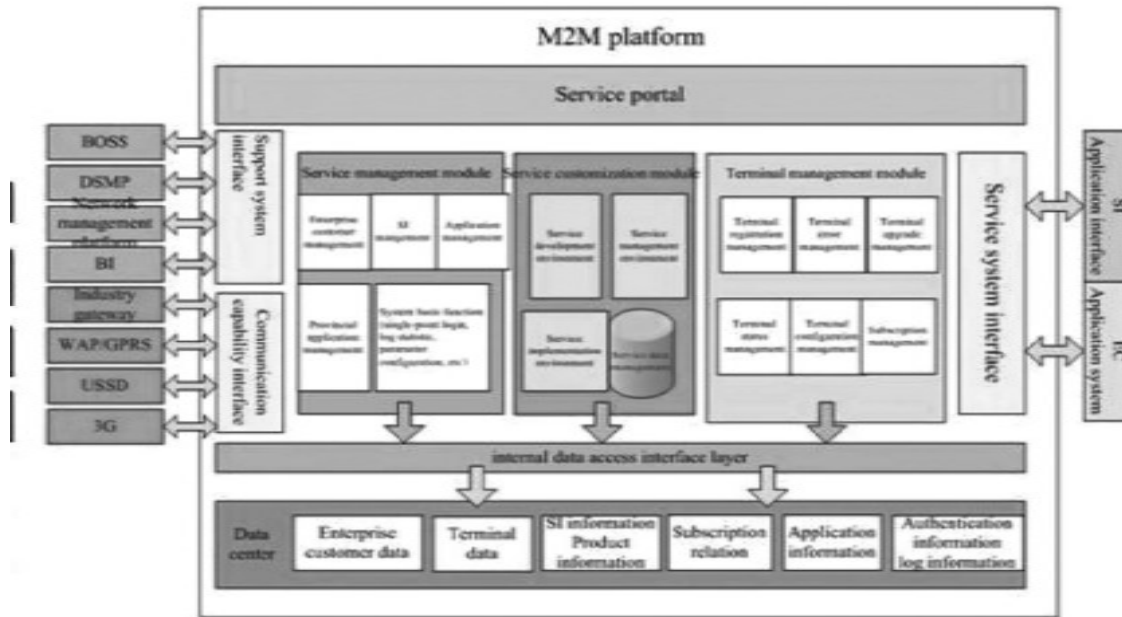 M2M platform
Service portal
BOSS
DSMP
Network
management
platform
BI
Industry
gateway
WAP/GPRS
USSD
3G
Support system
interface
Communication
capability interface
Service management module
Enterprise
customer
management
SI
Application
management
Provincial
application
management
System basic function
(single-point login,
log statistic,
parameter
configuration, etc.)
Service customization module
Service
development
environment
Service
management
environment
Service
implementation
environment
Service data
management
Terminal management module
Terminal
registration
management
Terminal
error
management
Terminal
upgrade
management
Terminal
status
management
Terminal
configuration
management
Subscription
management
Service system interface
SI
Application interface
EC
Application system
internal data access interface layer
Data
center
Enterprise
customer data
Terminal
data
SI information
Product
information
Subscription
relation
Application
information
Authentication
information
log information